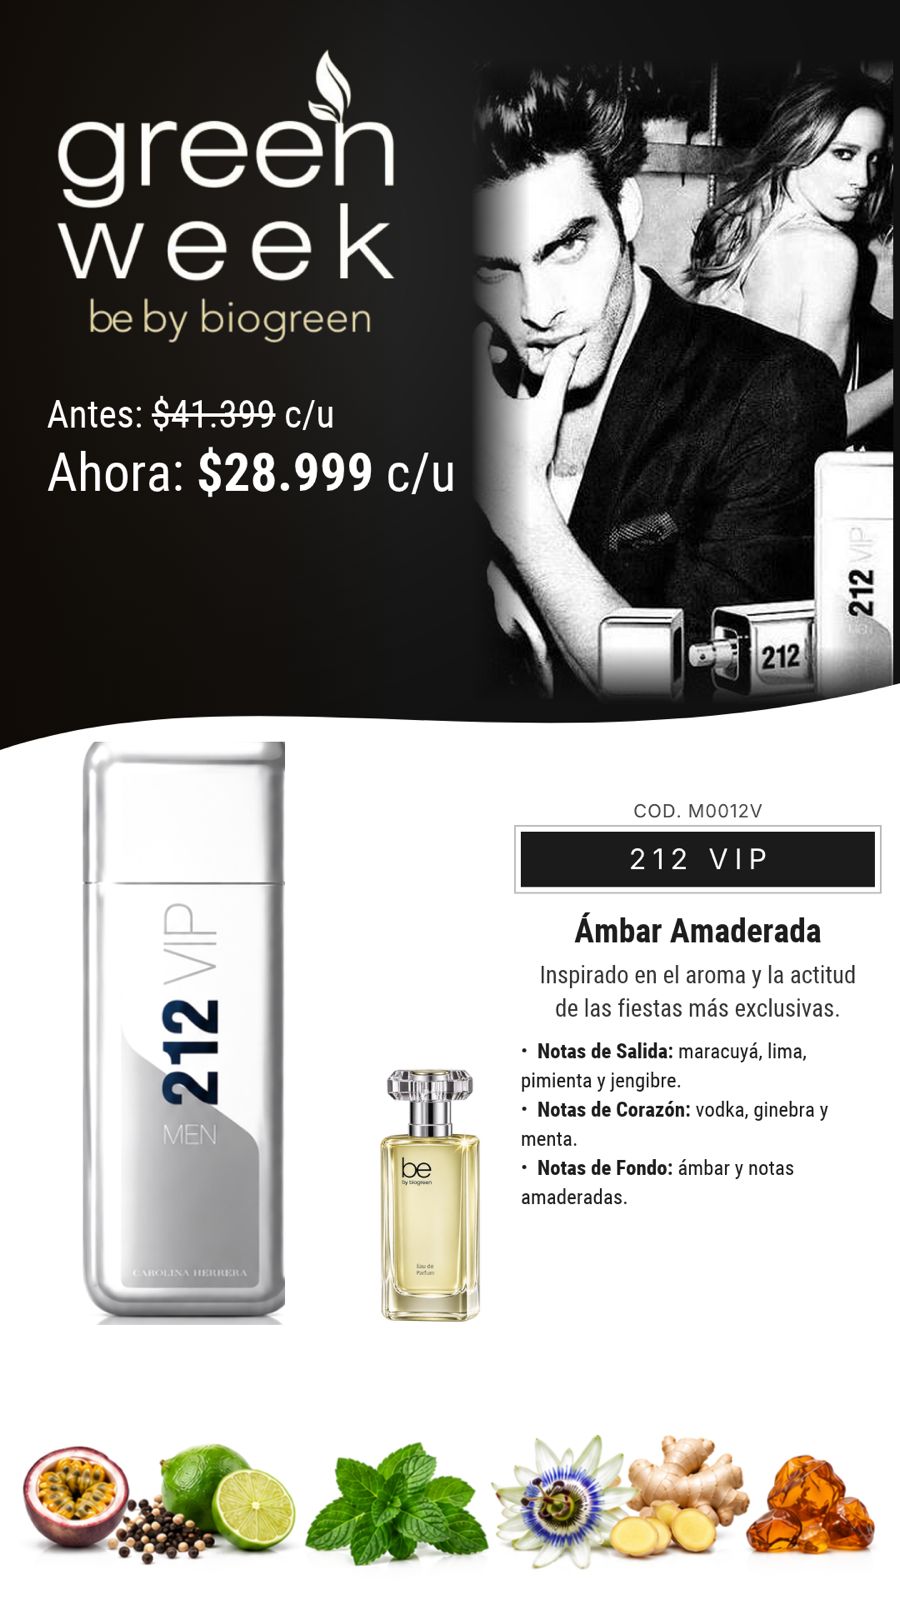 green
week
be by biogreen
Antes: $41.399 c/u
Ahora: $28.999 c/u
212 VIP
MEN
212
COD. M0012V
212 VIP
Ámbar Amaderada
Inspirado en el aroma y la actitud
de las fiestas más exclusivas.
• Notas de Salida: maracuyá, lima,
pimienta y jengibre.
• Notas de Corazón: vodka, ginebra y
menta.
• Notas de Fondo: ámbar y notas
amaderadas.
212 VIP
MEN
CAROLINA HERRERA
be
by biogreen
Eau de
Parfum